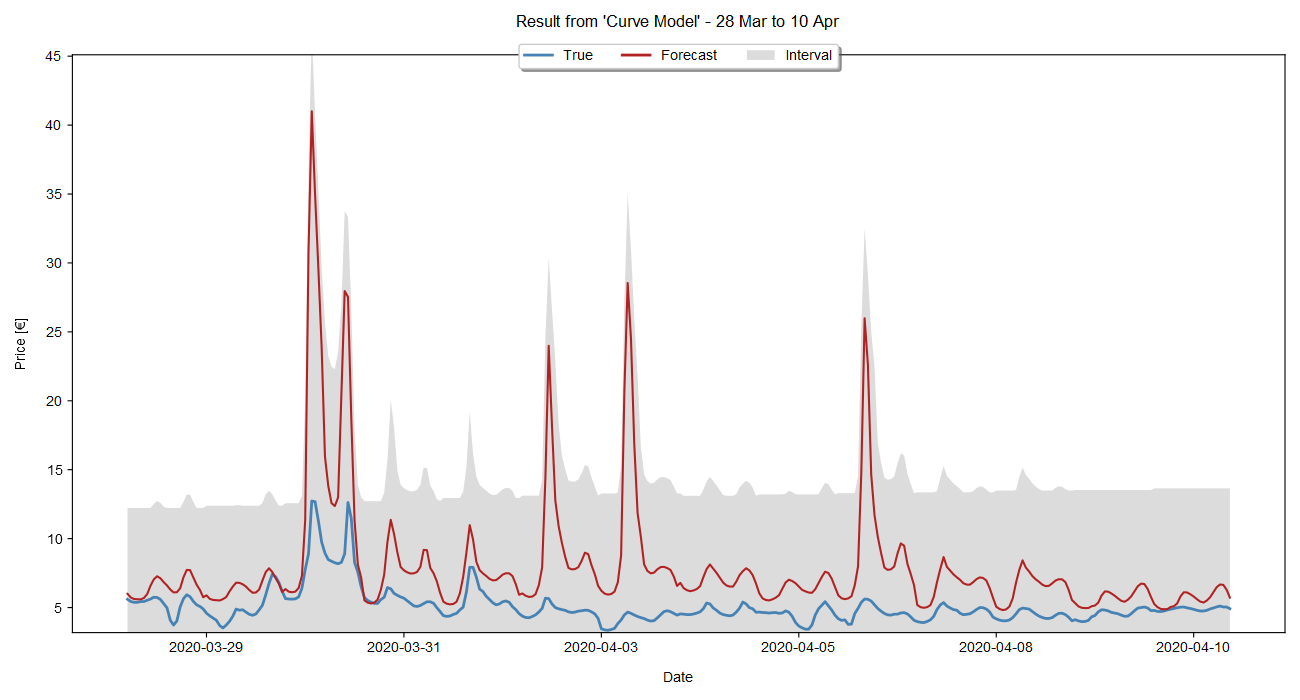 Result from 'Curve Model' - 28 Mar to 10 Apr
True Forecast Interval
45
40
35
30
25
20
15
10
5
Price [€]
2020-03-29 2020-03-31 2020-04-03 2020-04-05 2020-04-08 2020-04-10
Date